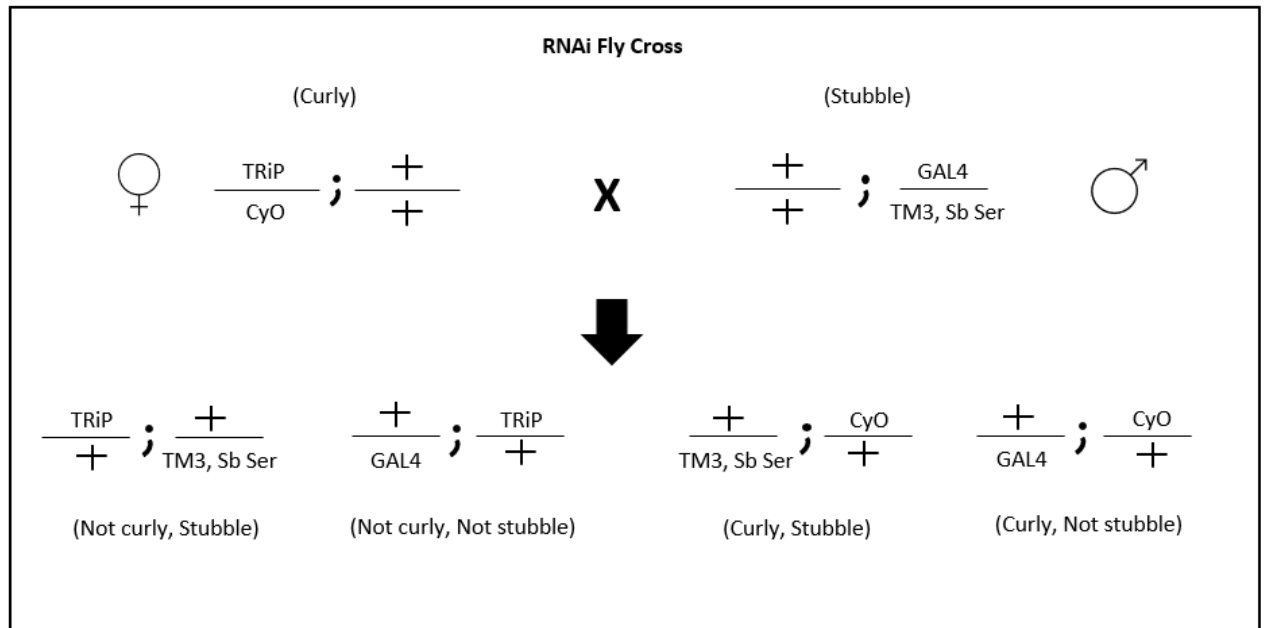 RNAi Fly Cross
(Curly) (Stubble)
TRiP ; + X + ; GAL4
CyO + + TM3, Sb Ser
TRiP ; + + ; TRiP + ; CyO + ; CyO
+ TM3, Sb Ser GAL4 + TM3, Sb Ser + GAL4 +
(Not curly, Stubble) (Not curly, Not stubble) (Curly, Stubble) (Curly, Not stubble)